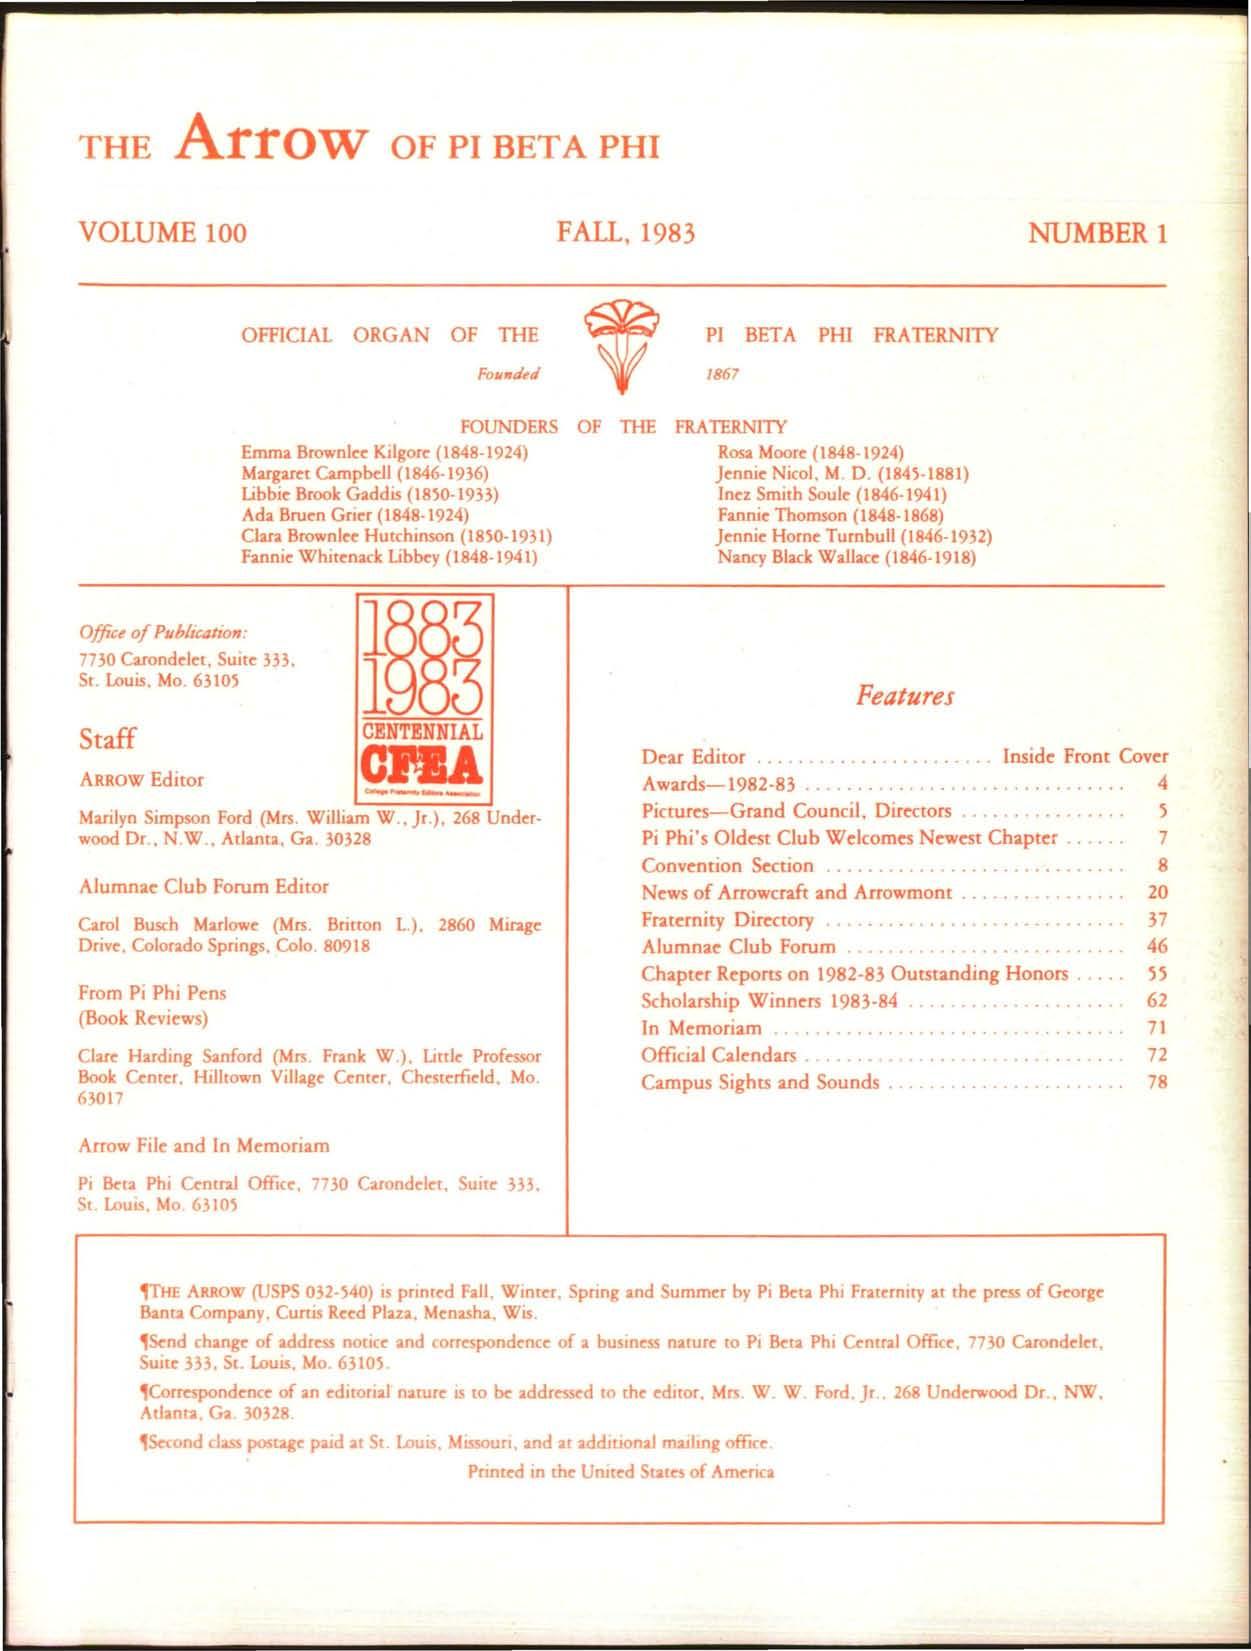 THE Arrow OF PI BETA PHI
VOLUME 100 FALL, 1983 NUMBER 1
OFFICIAL ORGAN OF THE PI BETA PHI FRATERNITY
Founded 1867
FOUNDERS OF THE FRATERNITY
Emma Brownlee Kilgore (1848-1924)
Margaret Campbell (1846-1936)
Libbie Brook Gaddis (1850-1933)
Ada Bruen Grier (1848-1924)
Clara Brownlee Hutchinson (1850-1931)
Fannie Whitenack Libbey (1848-1941)
Rosa Moore (1848-1924)
Jennie Nicol, M. D. (1845-1881)
Inez Smith Soule (1846-1941)
Fannie Thomson (1848-1868)
Jennie Horne Turnbull (1846-1932)
Nancy Black Wallace (1846-1918)
Office of Publication:
7730 Carondelet, Suite 333,
St. Louis, Mo. 63105
1883
1983
CENTENNIAL
CFEA
College Fraternity Editors Association
Staff
ARROW Editor
Marilyn Simpson Ford (Mrs. William W., Jr.), 268 Under-
wood Dr., N.W., Atlanta, Ga. 30328
Alumnae Club Forum Editor
Carol Busch Marlowe (Mrs. Britton L.), 2860 Mirage
Drive, Colorado Springs, Colo. 80918
From Pi Phi Pens
(Book Reviews)
Clare Harding Sanford (Mrs. Frank W.), Little Professor
Book Center, Hilltown Village Center, Chesterfield, Mo.
63017
Arrow File and In Memoriam
Pi Beta Phi Central Office, 7730 Carondelet, Suite 333,
St. Louis, Mo. 63105
Features
Dear Editor ...................... Inside Front Cover
Awards—1982-83 .............................. 4
Pictures—Grand Council, Directors ................ 5
Pi Phi's Oldest Club Welcomes Newest Chapter ...... 7
Convention Section ............................ 8
News of Arrowcraft and Arrowmont ................ 20
Fraternity Directory ............................ 37
Alumnae Club Forum .......................... 46
Chapter Reports on 1982-83 Outstanding Honors ..... 55
Scholarship Winners 1983-84 ..................... 62
In Memoriam ................................. 71
Official Calendars .............................. 72
Campus Sights and Sounds ...................... 78
¶THE ARROW (USPS 032-540) is printed Fall, Winter, Spring and Summer by Pi Beta Phi Fraternity at the press of George
Banta Company, Curtis Reed Plaza, Menasha, Wis.
¶Send change of address notice and correspondence of a business nature to Pi Beta Phi Central Office, 7730 Carondelet,
Suite 333, St. Louis, Mo. 63105.
¶Correspondence of an editorial nature is to be addressed to the editor, Mrs. W. W. Ford, Jr., 268 Underwood Dr., NW,
Atlanta, Ga. 30328.
¶Second class postage paid at St. Louis, Missouri, and at additional mailing office.
Printed in the United States of America